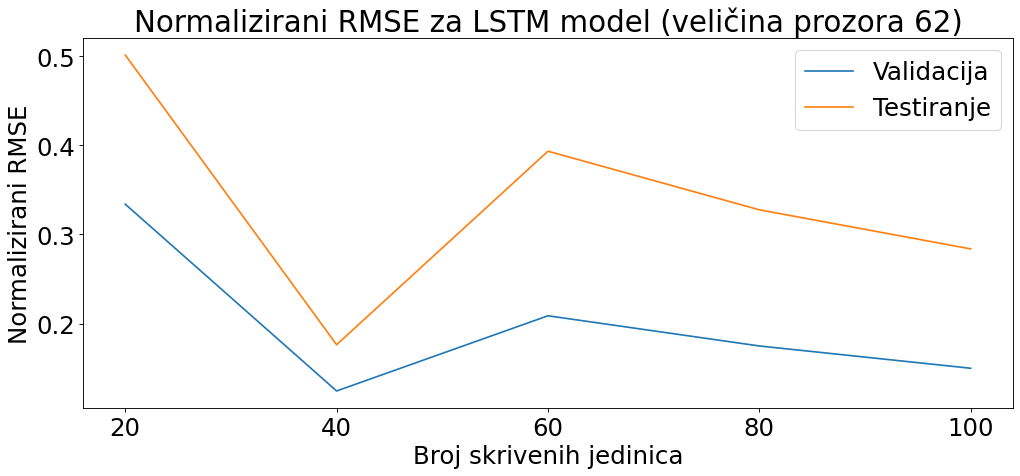 Normalizirani RMSE za LSTM model (veličina prozora 62)
Normalizirani RMSE
0.5
0.4
0.3
0.2
Validacija
Testiranje
20 40 60 80 100
Broj skrivenih jedinica